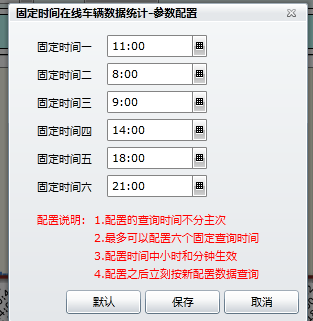 固定时间在线车辆数据统计-参数配置
固定时间一 11:00
固定时间二 8:00
固定时间三 9:00
固定时间四 14:00
固定时间五 18:00
固定时间六 21:00
配置说明: 1.配置的查询时间不分主次
2.最多可以配置六个固定查询时间
3.配置时间中小时和分钟生效
4.配置之后立刻按新配置数据查询
默认 保存 取消